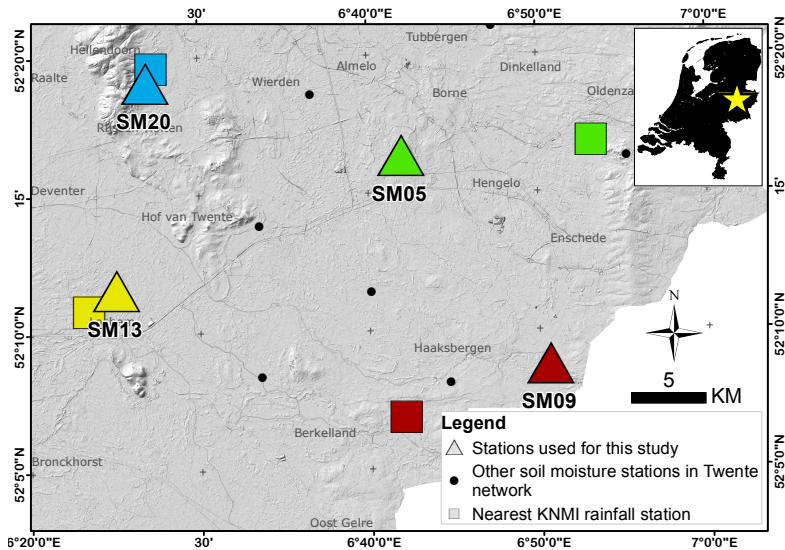 30'
6°40'0"E
6°50'0"E
7°0'0"E
52°20'0"N
52°20'0"N
Hellendoorn
Tubbergen
Raalte
Wierden
Almelo
Dinkelland
Borne
Oldenza
SM20
SM05
Hengelo
15'
15'
Deventer
Hof van Twente
Enschede
N
52°10'0"N
52°10'0"N
SM13
Haaksbergen
5
KM
SM09
Legend
Stations used for this study
Other soil moisture stations in Twente
network
Nearest KNMI rainfall station
Berkelland
Bronckhorst
52°5'0"N
52°5'0"N
Oost Gelre
6°20'0"E
30'
6°40'0"E
6°50'0"E
7°0'0"E